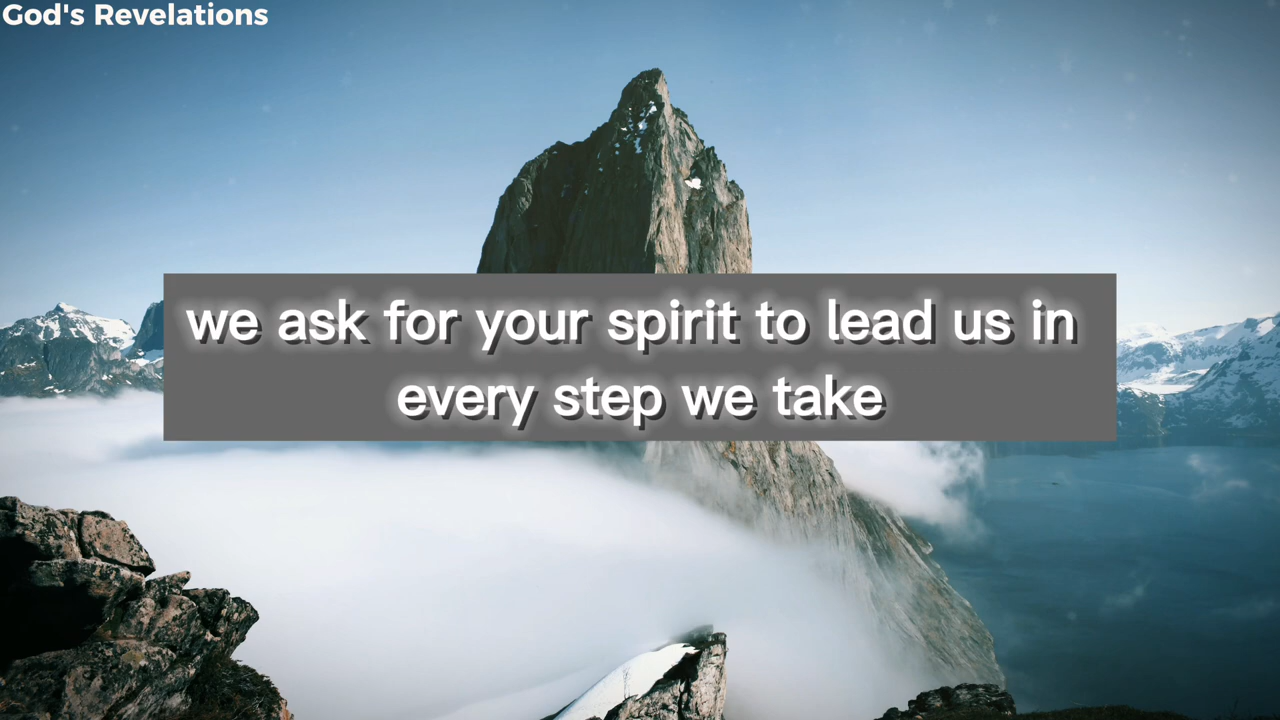 God's Revelations
we ask for your spirit to lead us in
every step we take